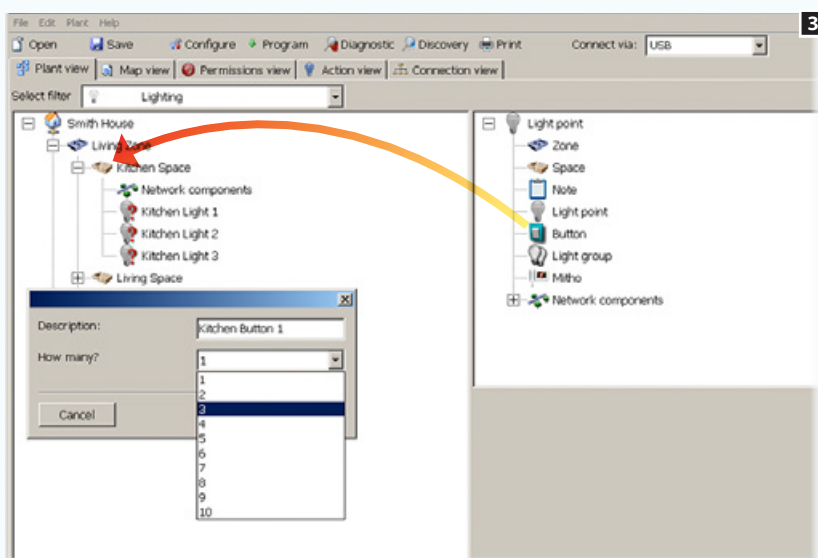 File Edit Plant Help
3
Open Save Configure Program Diagnostic Discovery Print Connect via: USB
Plant view Map view Permissions view Action view Connection view
Select filter Lighting
Smith House
Living Zone
Kitchen Space
Network components
Kitchen Light 1
Kitchen Light 2
Kitchen Light 3
Living Space
Light point
Zone
Space
Note
Light point
Button
Light group
Mitho
Network components
Description: Kitchen Button 1
How many? 1
1
2
3
4
5
6
7
8
9
10
Cancel